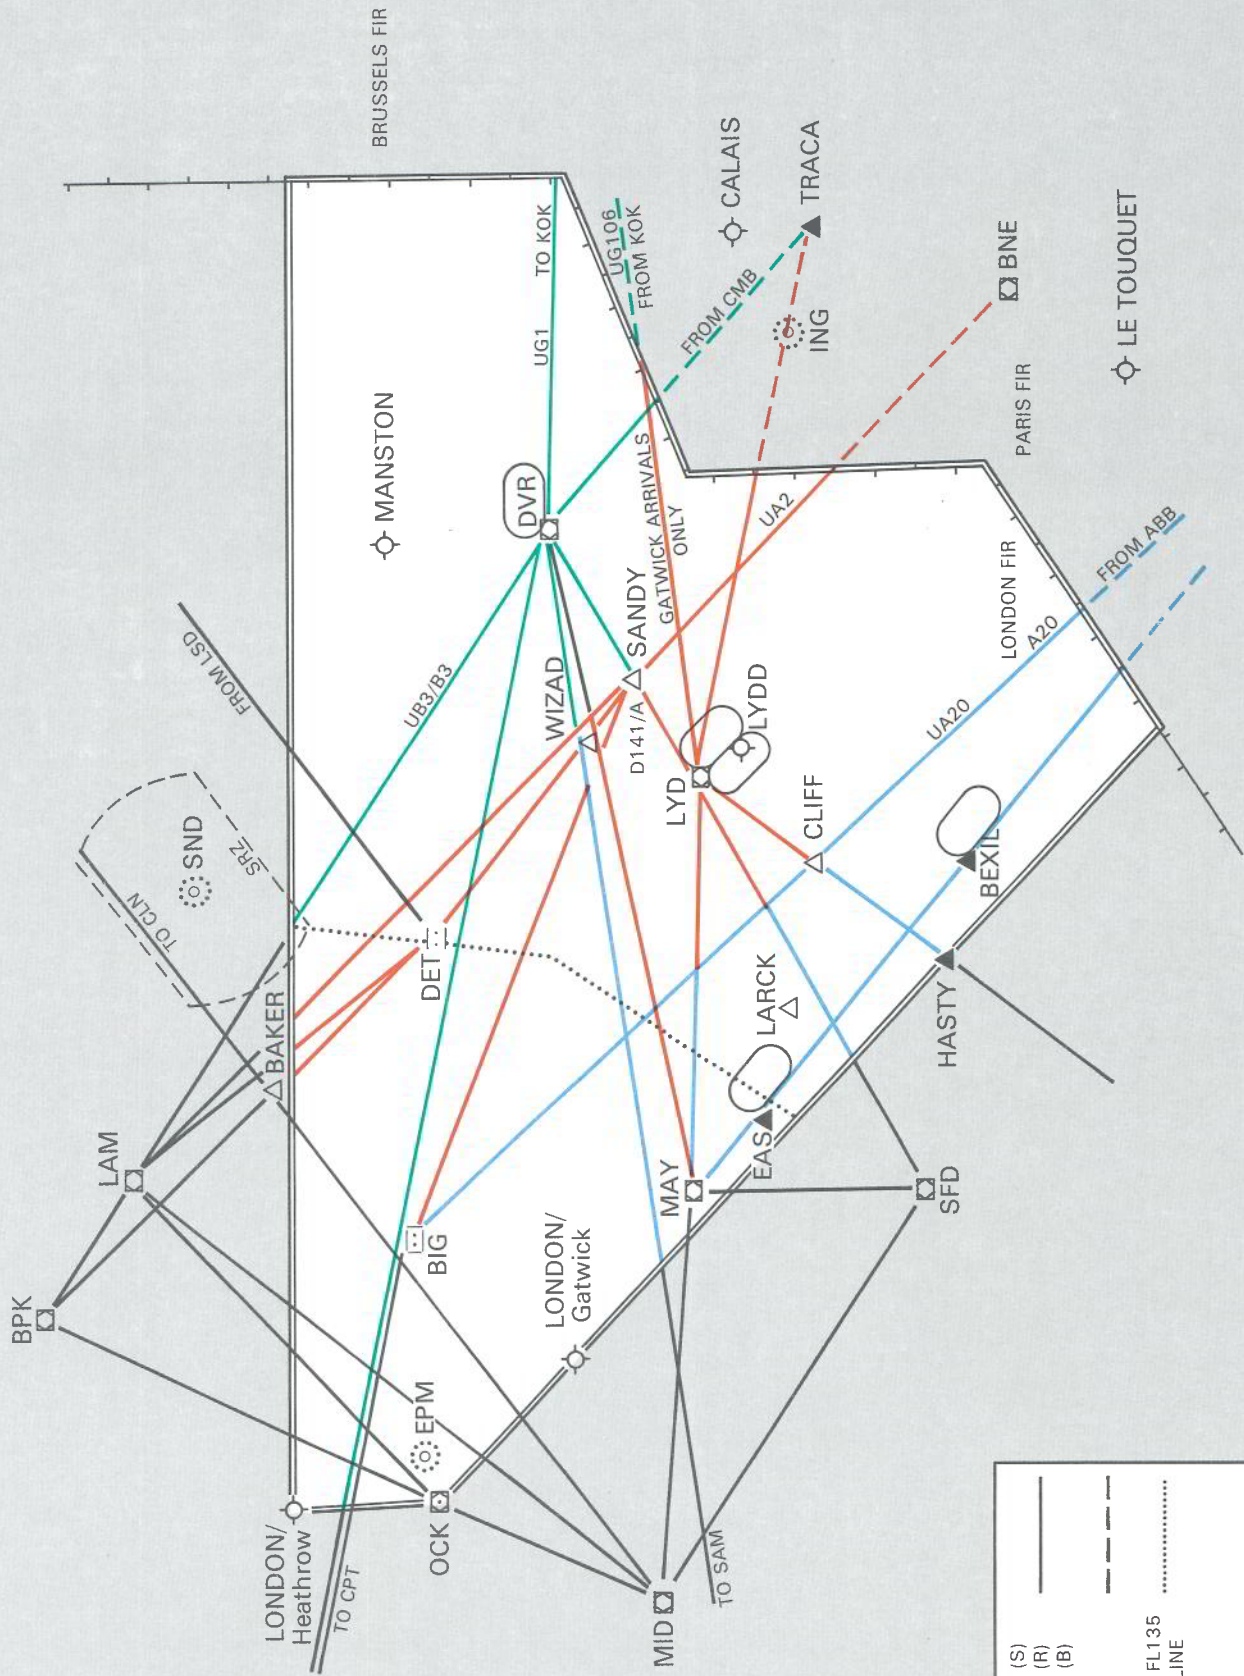 BRUSSELS FIR
TO KOK
UG1
UG106
FROM KOK
CALAIS
TRACA
FROM CMB
ING
BNE
LE TOUQUET
PARIS FIR
MANSTON
DVR
GATWICK ARRIVALS
ONLY
UA2
FROM LSD
UB3/B3
WIZAD
SANDY
D141/A
LYDD
LYD
LONDON FIR
FROM ABB
A20
UA20
SND
SRZ
TO CLN
CLIFF
BEXIL
DET
BAKER
LARCK
HASTY
LAM
MAY
EAS
SFD
BIG
LONDON/
Gatwick
BPK
EPM
LONDON/
Heathrow
OCK
TO CPT
MID
TO SAM
(S)
(R)
(B)
FL135